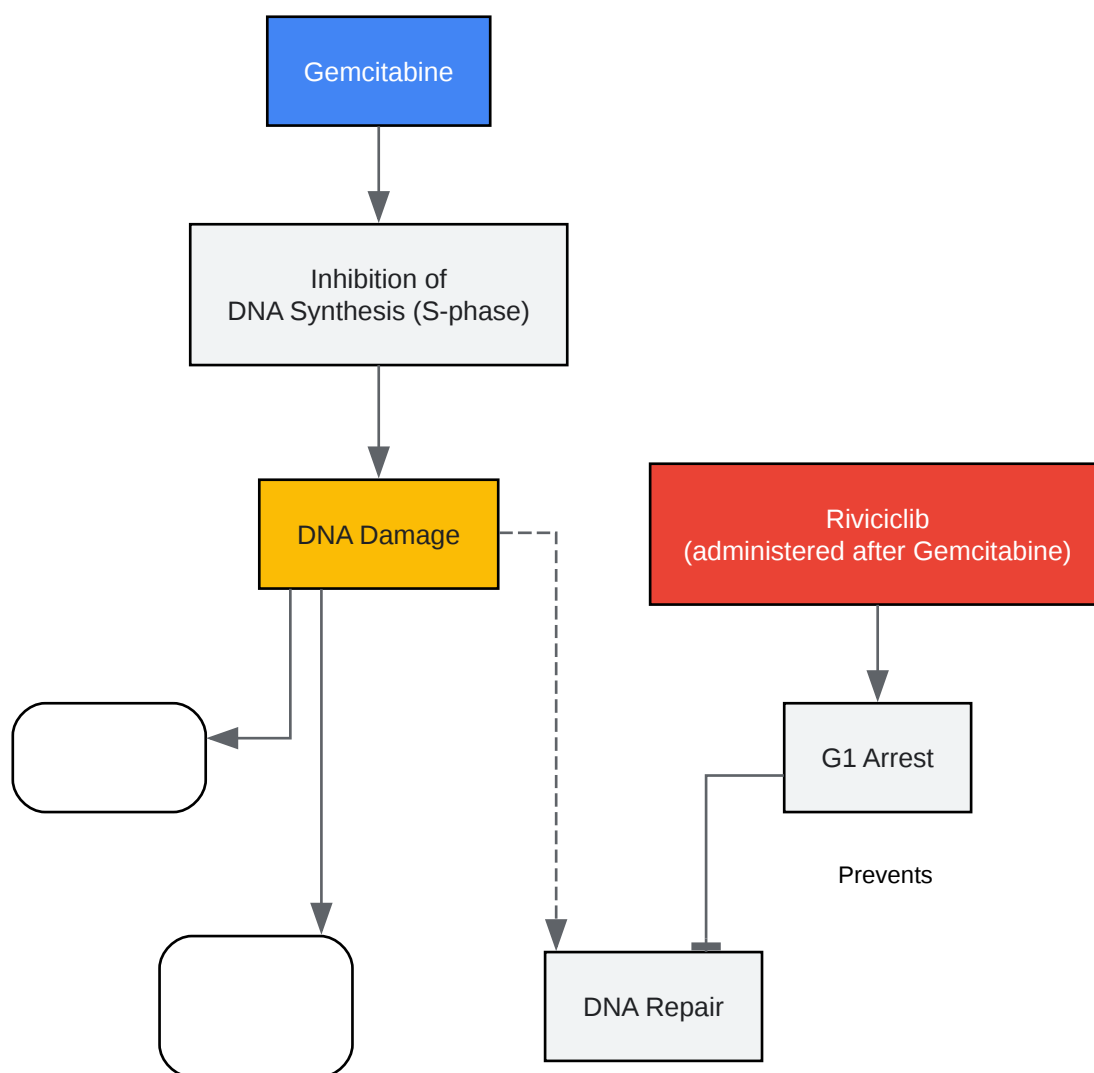 Gemcitabine
Inhibition of
DNA Synthesis (S-phase)
DNA Damage
Riviciclib
(administered after Gemcitabine)
G1 Arrest
Prevents
DNA Repair